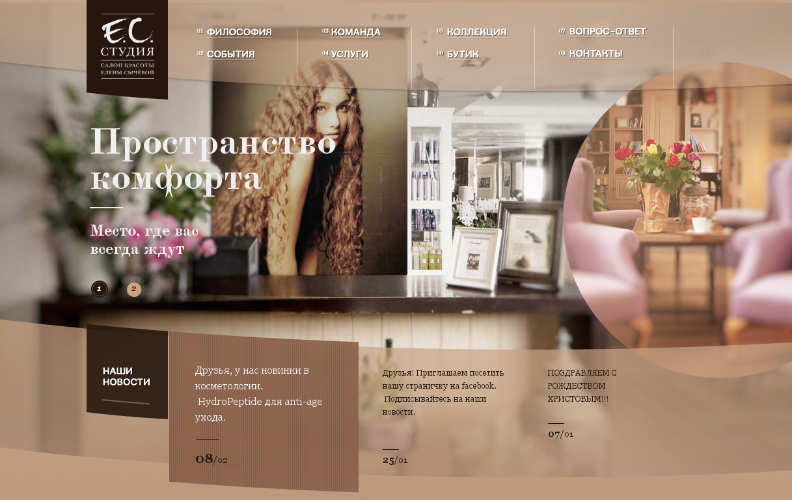 Е.С.
СТУДИЯ
САЛОН КРАСОТЫ
ЕЛЕНЫ СЫЧЁВОЙ
01 ФИЛОСОФИЯ
02 СОБЫТИЯ
03 КОМАНДА
04 УСЛУГИ
05 КОЛЛЕКЦИЯ
06 БУТИК
07 ВОПРОС-ОТВЕТ
08 КОНТАКТЫ
Пространство
комфорта
Место, где вас
всегда ждут
1 2
НАШИ
НОВОСТИ
Друзья, у нас новинки в
косметологии.
HydroPeptide для anti-age
ухода.
08/02
Друзья! Приглашаем посетить
нашу страничку на facebook.
Подписывайтесь на наши
новости.
25/01
ПОЗДРАВЛЯЕМ С
РОЖДЕСТВОМ
ХРИСТОВЫМ!!!
07/01